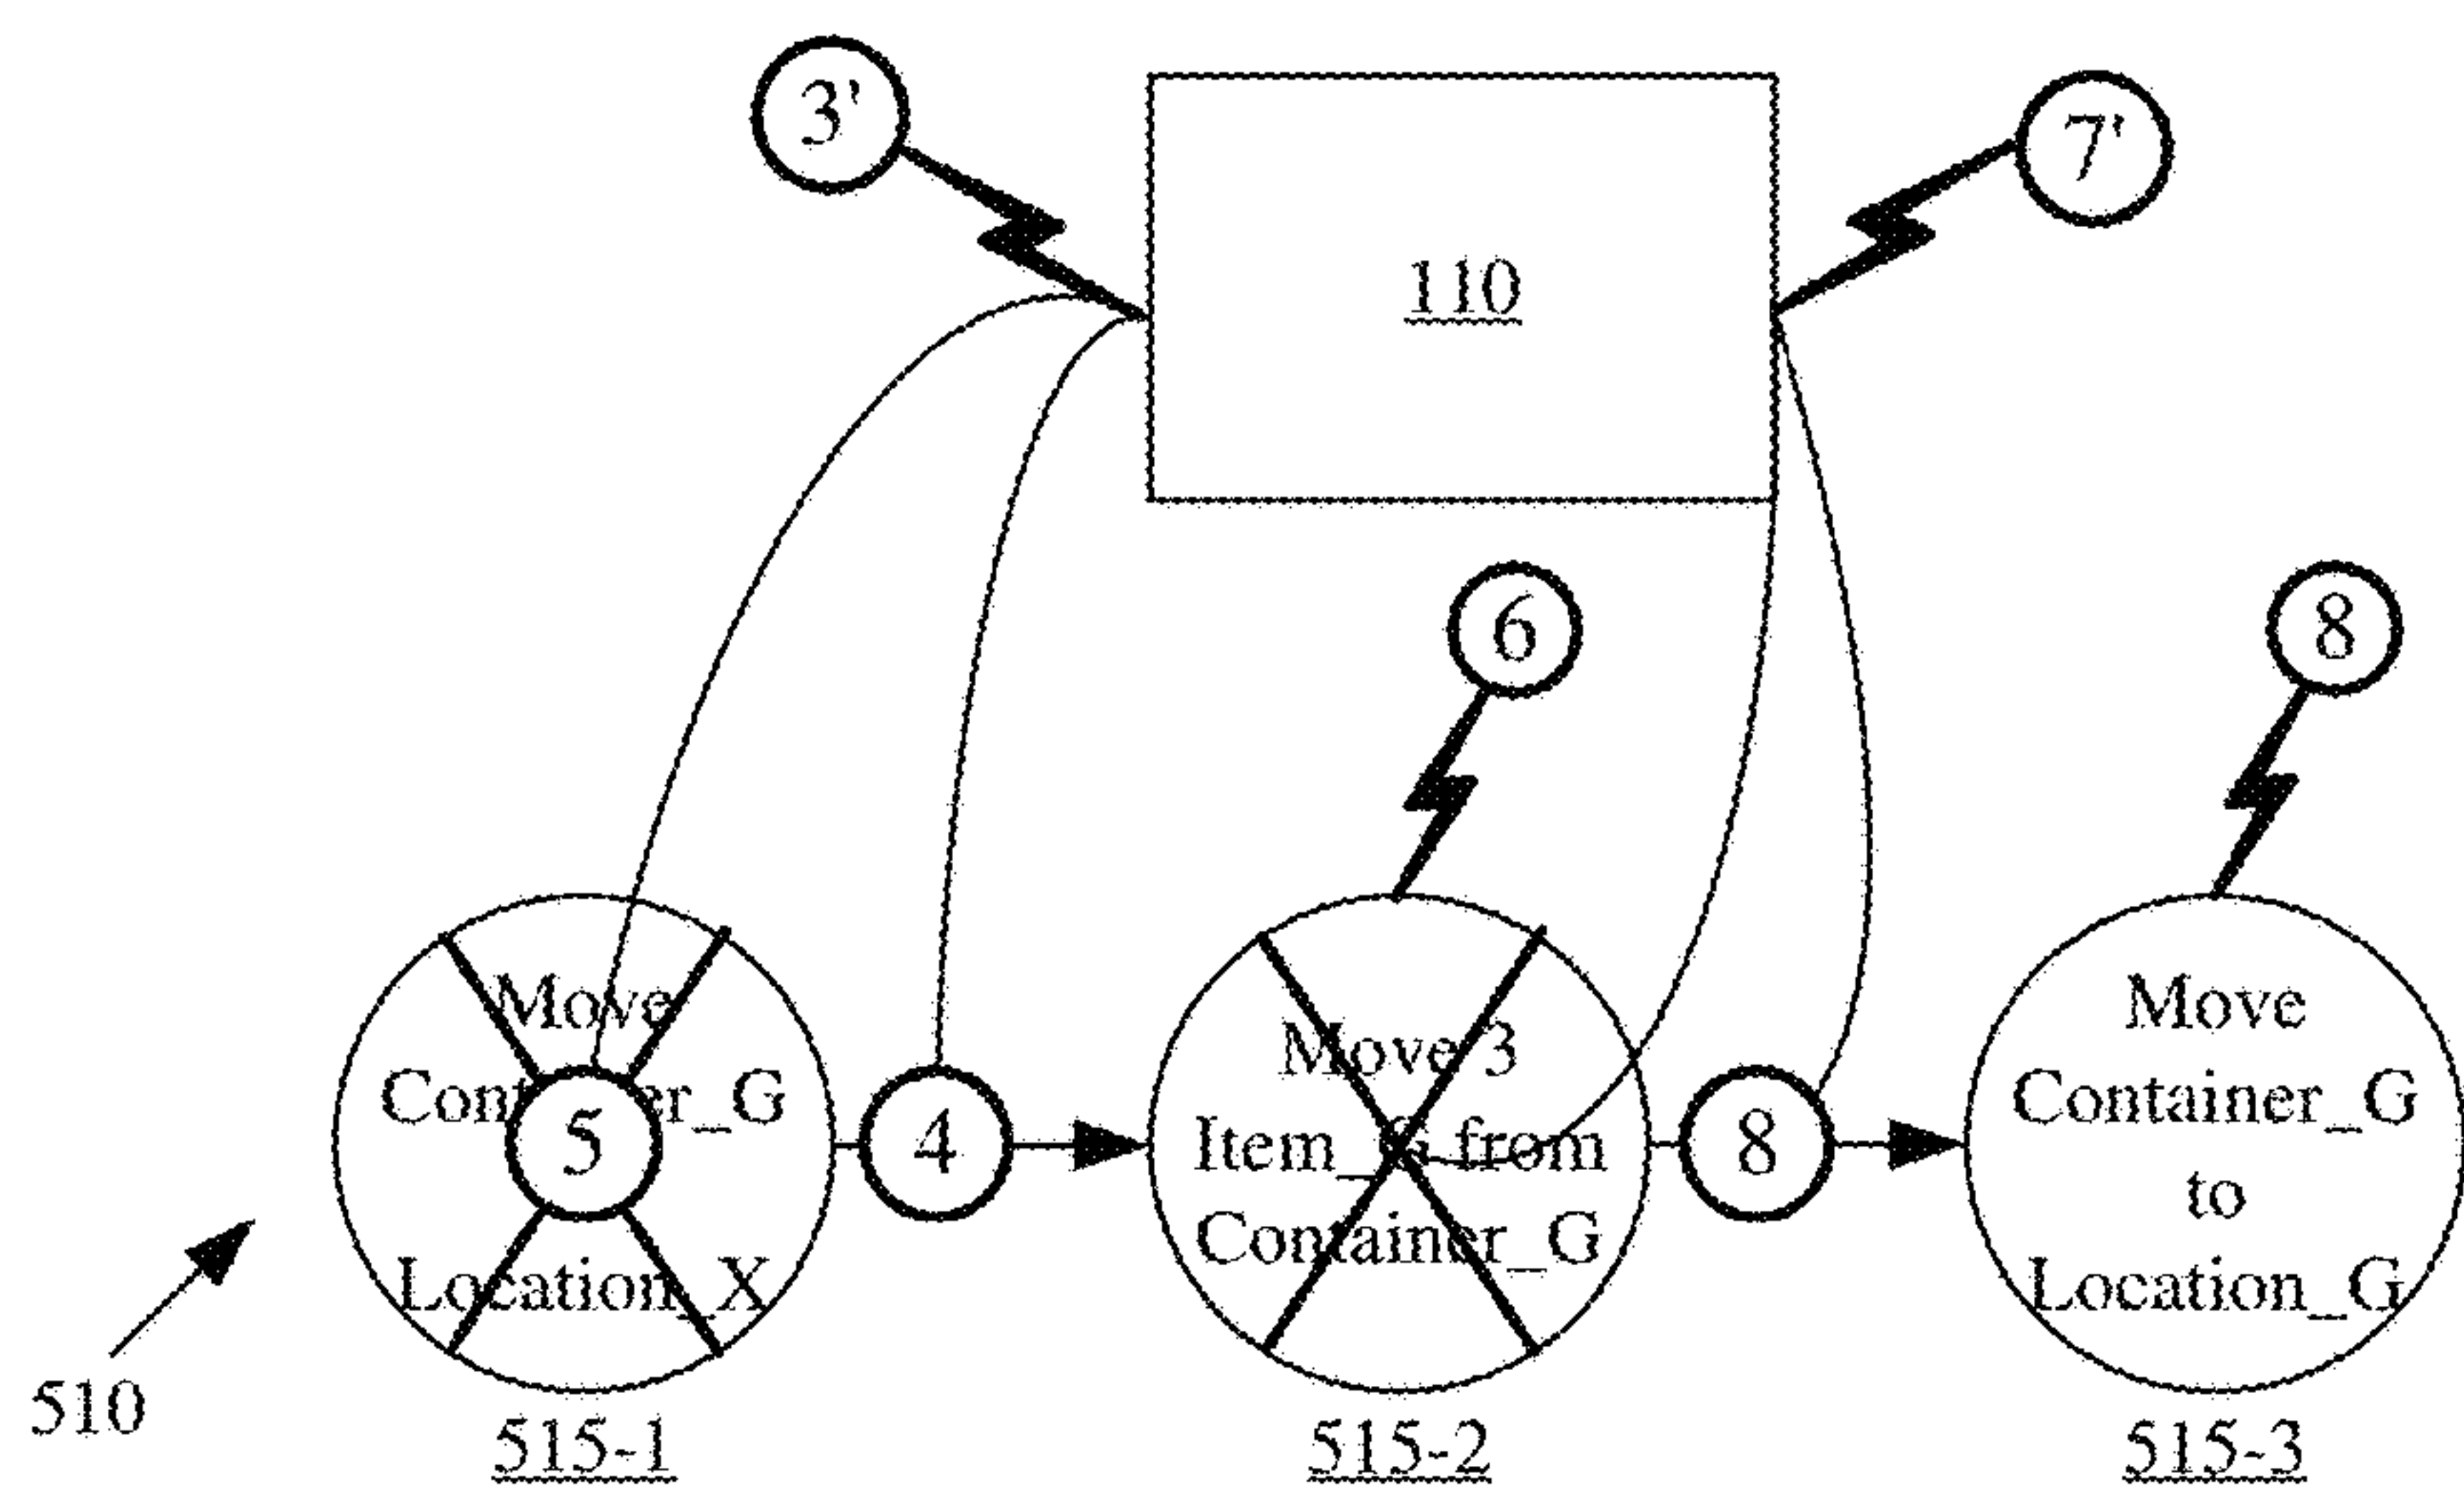 3'
7'
110
6
8
Move
Container_G
5
Location_X
4
Move 3
from
Container_G
8
Move
Container_G
to
Location_G
510
515-1
515-2
515-3